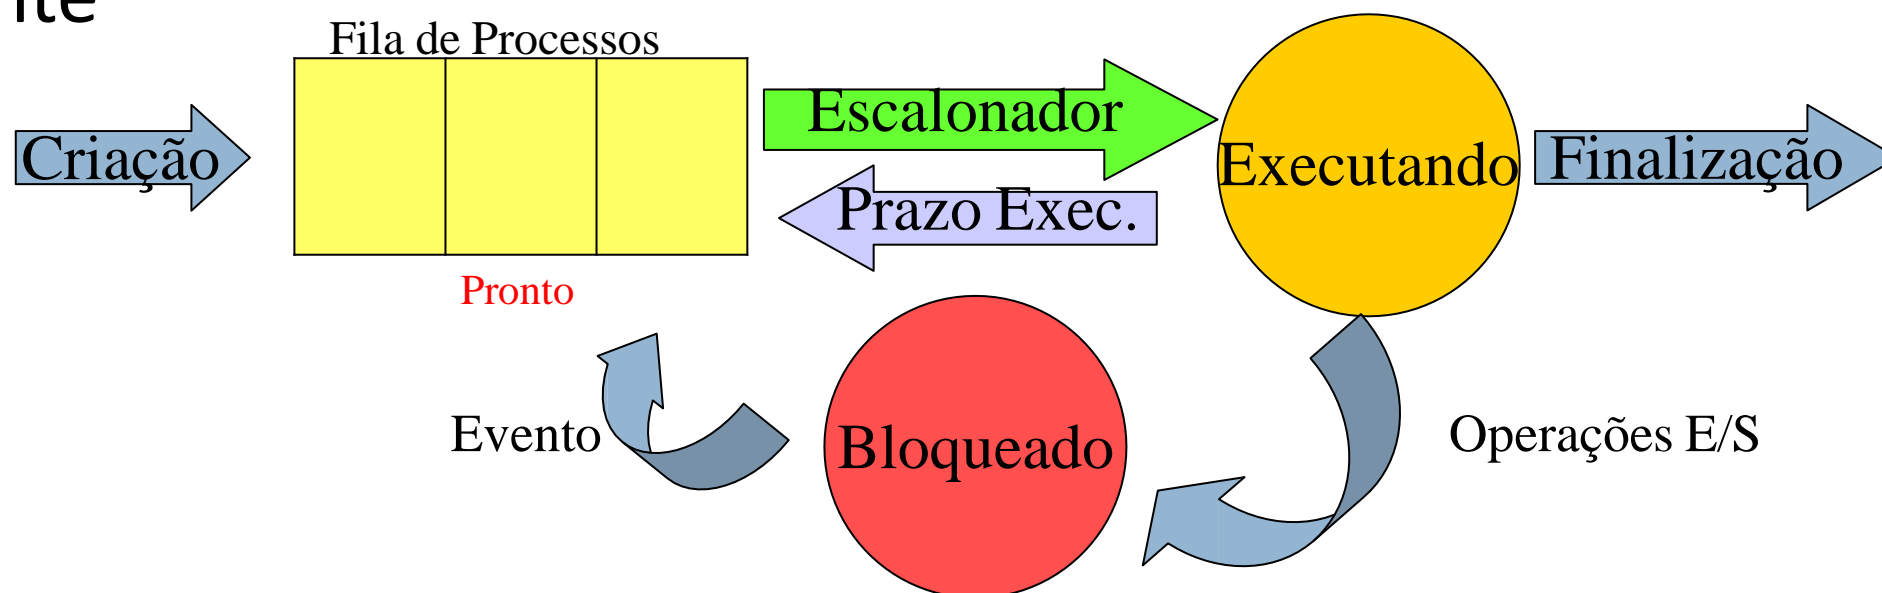 Fila de Processos
Criação
Escalonador
Prazo Exec.
Executando
Finalização
Pronto
Evento
Bloqueado
Operações E/S